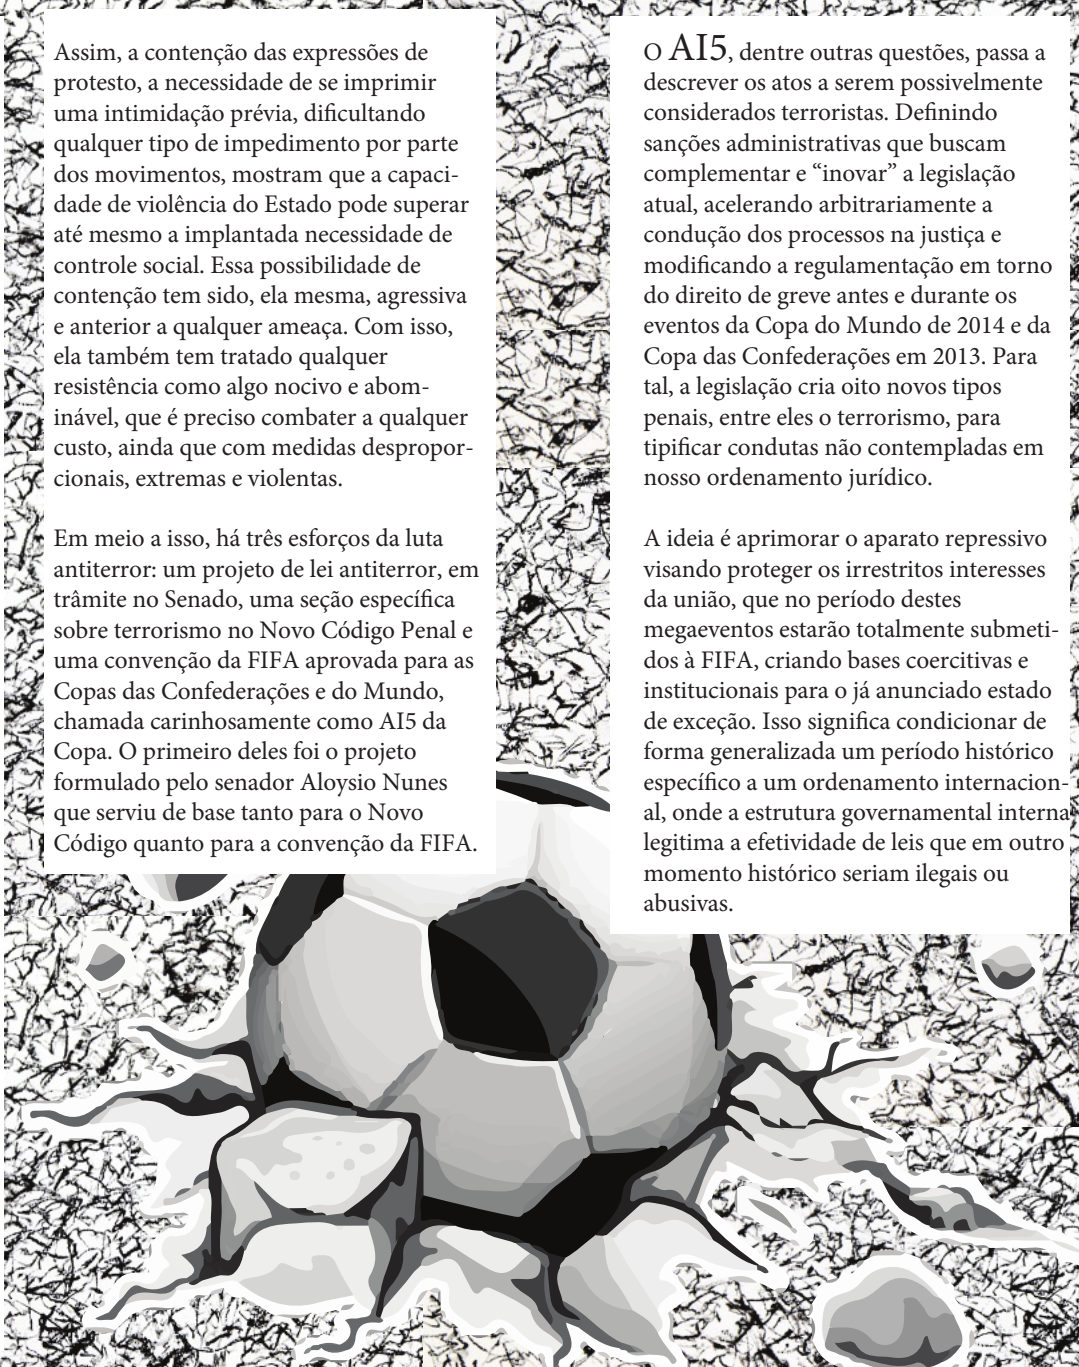 Assim, a contenção das expressões de
protesto, a necessidade de se imprimir
uma intimidação prévia, dificultando
qualquer tipo de impedimento por parte
dos movimentos, mostram que a capaci-
dade de violência do Estado pode superar
até mesmo a implantada necessidade de
controle social. Essa possibilidade de
contenção tem sido, ela mesma, agressiva
e anterior a qualquer ameaça. Com isso,
ela também tem tratado qualquer
resistência como algo nocivo e abom-
inável, que é preciso combater a qualquer
custo, ainda que com medidas despropor-
cionais, extremas e violentas.
Em meio a isso, há três esforços da luta
antiterror: um projeto de lei antiterror, em
trâmite no Senado, uma seção específica
sobre terrorismo no Novo Código Penal e
uma convenção da FIFA aprovada para as
Copas das Confederações e do Mundo,
chamada carinhosamente como AI5 da
Copa. O primeiro deles foi o projeto
formulado pelo senador Aloysio Nunes
que serviu de base tanto para o Novo
Código quanto para a convenção da FIFA.
O AI5, dentre outras questões, passa a
descrever os atos a serem possivelmente
considerados terroristas. Definindo
sanções administrativas que buscam
complementar e “inovar” a legislação
atual, acelerando arbitrariamente a
condução dos processos na justiça e
modificando a regulamentação em torno
do direito de greve antes e durante os
eventos da Copa do Mundo de 2014 e da
Copa das Confederações em 2013. Para
tal, a legislação cria oito novos tipos
penais, entre eles o terrorismo, para
tipificar condutas não contempladas em
nosso ordenamento jurídico.
A ideia é aprimorar o aparato repressivo
visando proteger os irrestritos interesses
da união, que no período destes
megaeventos estarão totalmente submeti-
dos à FIFA, criando bases coercitivas e
institucionais para o já anunciado estado
de exceção. Isso significa condicionar de
forma generalizada um período histórico
específico a um ordenamento internacion-
al, onde a estrutura governamental interna
legitima a efetividade de leis que em outro
momento histórico seriam ilegais ou
abusivas.